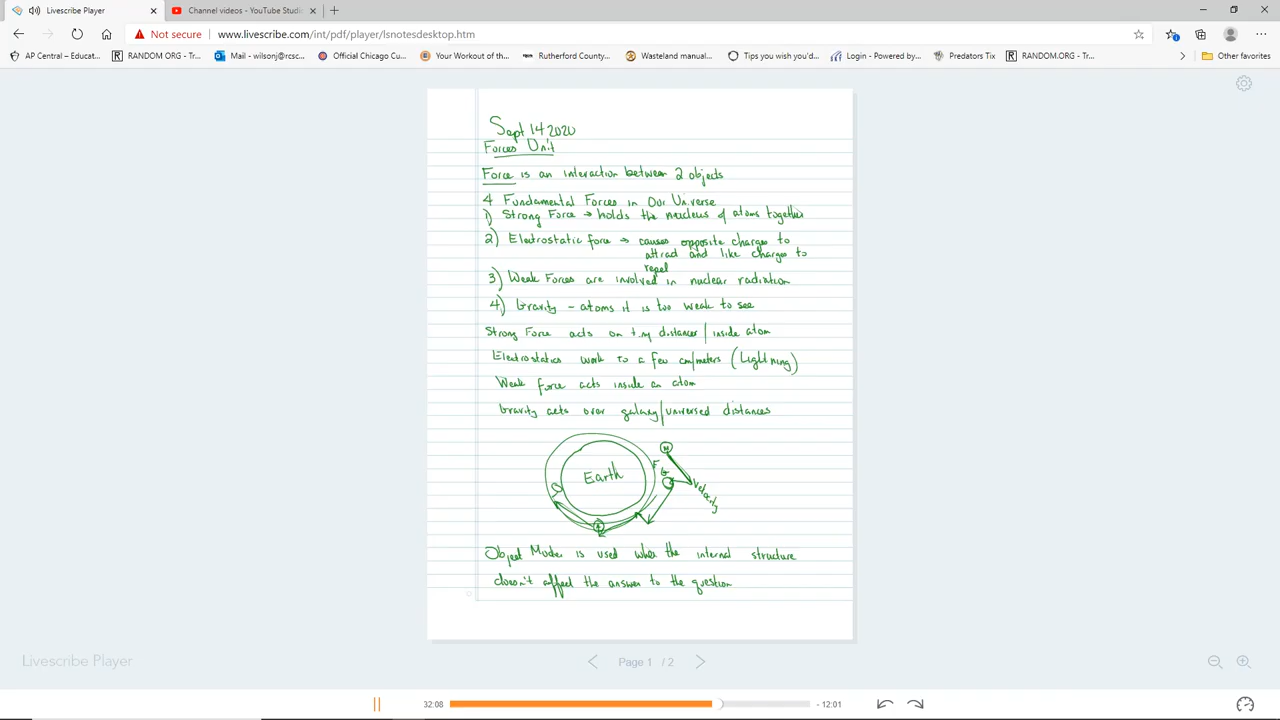 Livescribe Player
Channel videos - YouTube Studi
Not secure
www.livescribe.com/int/pdf/player/lsnotesdesktop.htm
AP Central – Educat...
RANDOM.ORG - Tr...
Mail - wilsonj@rcsc...
Official Chicago Cu...
Your Workout of th...
Rutherford County...
Wasteland manual...
Tips you wish you'd...
Login - Powered by...
Predators Tix
RANDOM.ORG - Tr...
Other favorites
Sept 14 2020
Forces Unit
Force is an interaction between 2 objects
4 Fundamental Forces in Our Universe
1) Strong Force → holds the nucleus of atoms together
2) Electrostatic force → causes opposite charges to
attract and like charges to
repel
3) Weak Forces are involved in nuclear radiation
4) Gravity - atoms it is too weak to see
Strong Force acts on tiny distances / inside atom
Electrostatics work to a few cm/meters (Lightning)
Weak force acts inside an atom
Gravity acts over galaxy/universed distances
Earth
M
F G
Velocity
Object Model is used when the internal structure
doesn't affect the answer to the question
Livescribe Player
Page 1 / 2
32:08
- 12:01